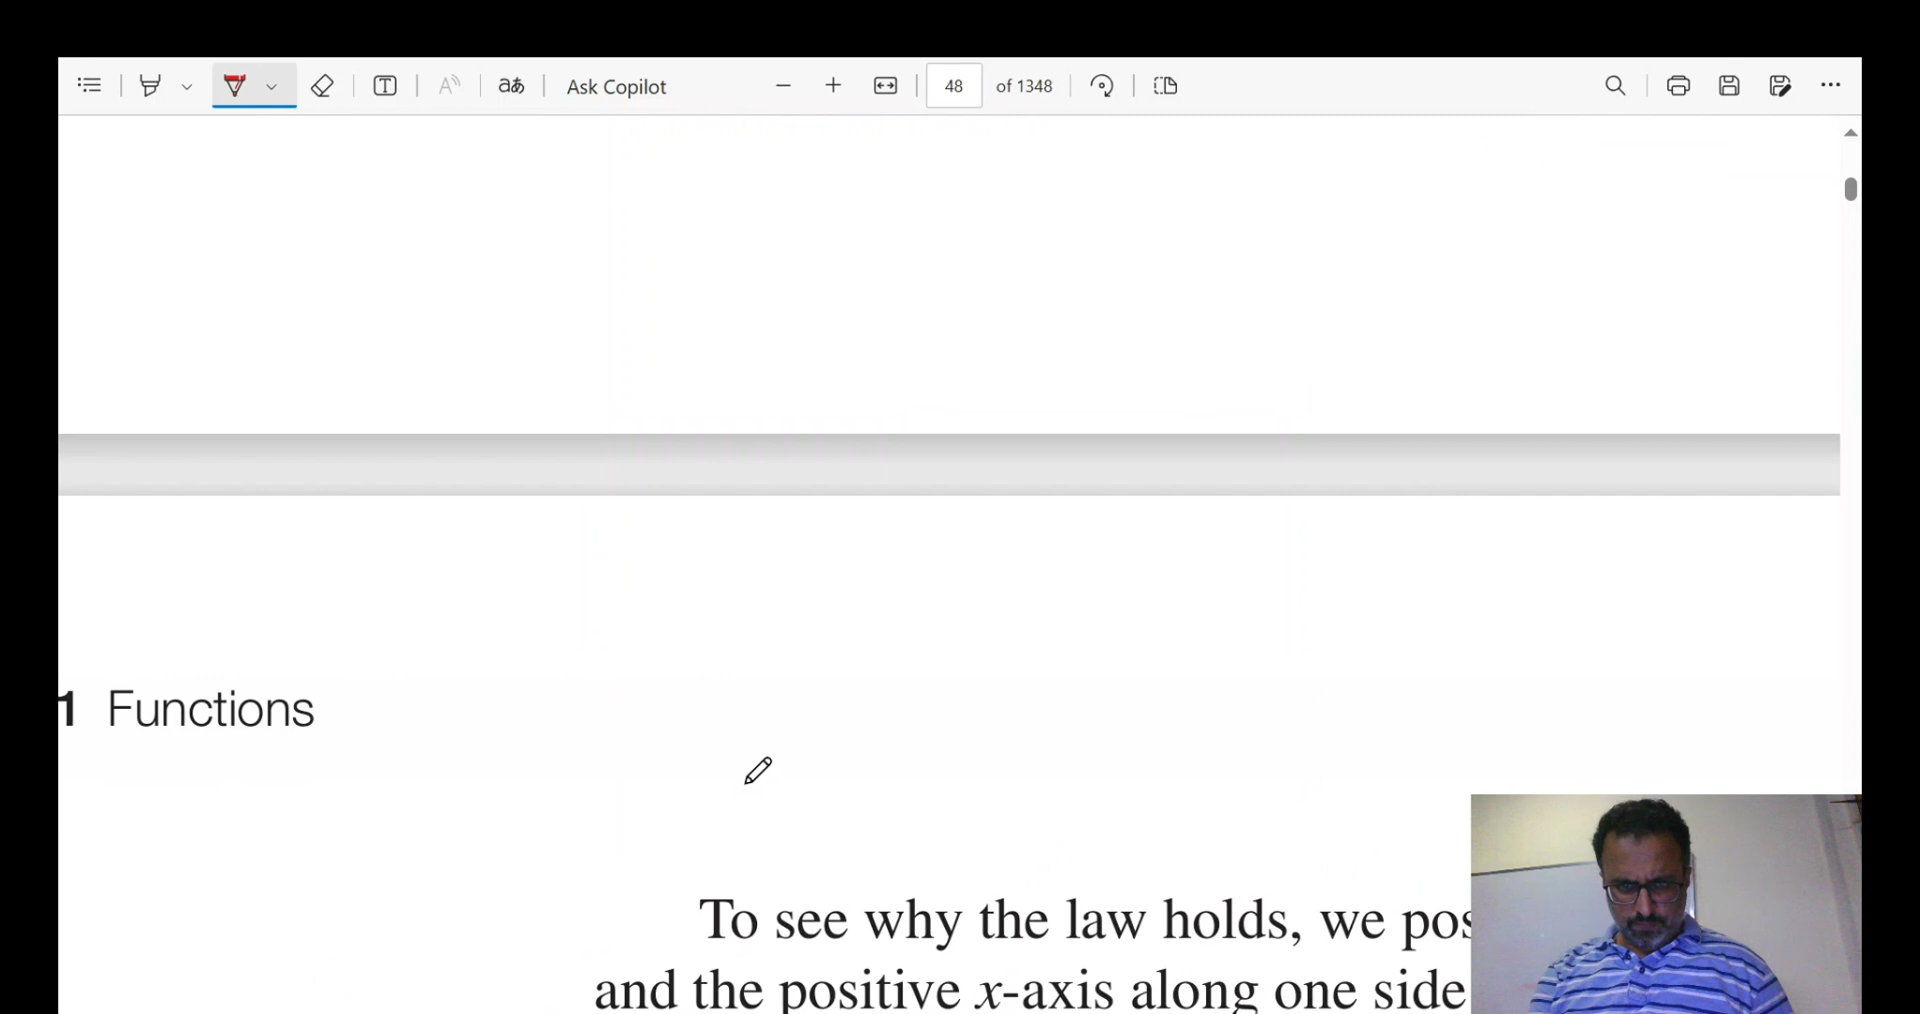 Ask Copilot
48 of 1348
1 Functions
To see why the law holds, we pos
and the positive x-axis along one side